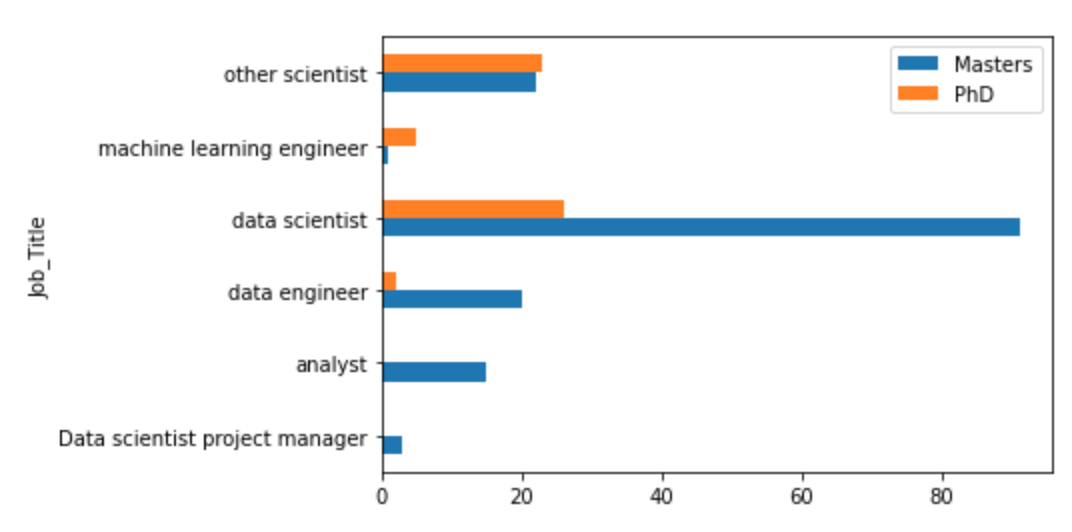 Masters
PhD
other scientist
machine learning engineer
data scientist
data engineer
analyst
Data scientist project manager
Job_Title
0 20 40 60 80